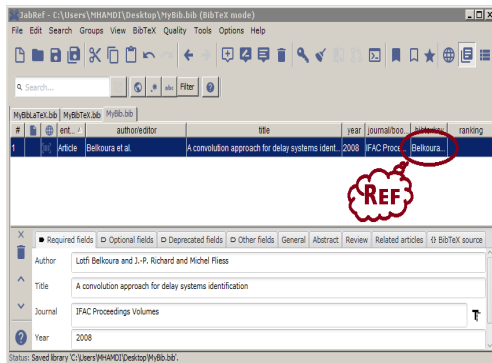 JabRef - C:\Users\MHAMDI\Desktop\MyBib.bib (BibTeX mode)
File Edit Search Groups View BibTeX Quality Tools Options Help
Search... Filter
MyBibLaTeX.bib MyBibTeX.bib MyBib.bib
# ent... author/editor title year journal/boo... bibtexkey ranking
1 Article Belkoura et al. A convolution approach for delay systems ident... 2008 IFAC Proce... Belkoura...
REF
Required fields Optional fields Deprecated fields Other fields General Abstract Review Related articles {} BibTeX source
Author Lotfi Belkoura and J.-P. Richard and Michel Fliess
Title A convolution approach for delay systems identification
Journal IFAC Proceedings Volumes
Year 2008
Status: Saved library 'C:\Users\MHAMDI\Desktop\MyBib.bib'.